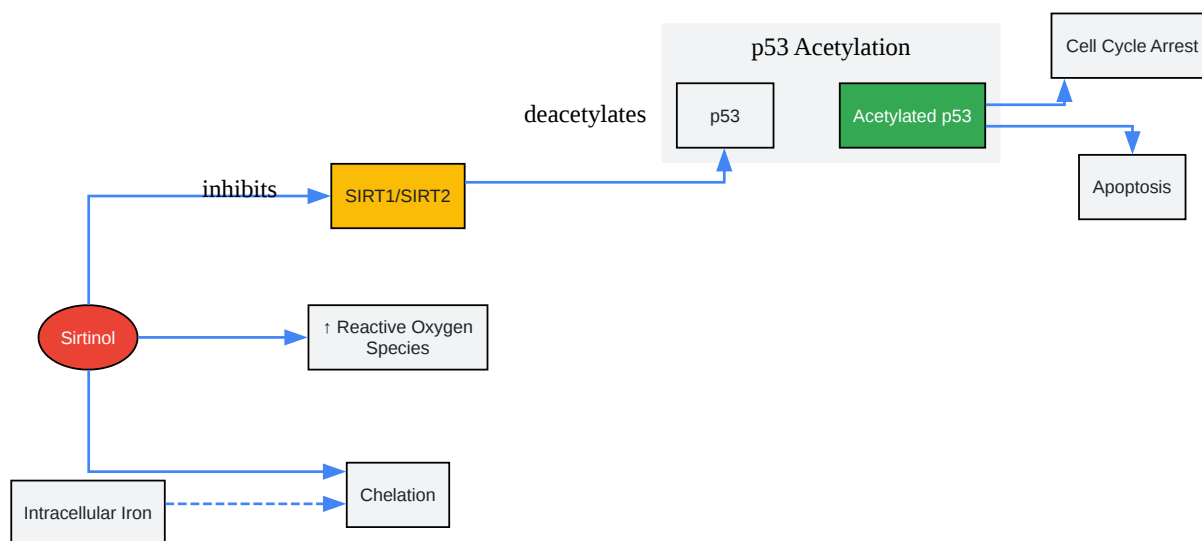 p53 Acetylation
Cell Cycle Arrest
deacetylates
p53
Acetylated p53
inhibits
SIRT1/SIRT2
Apoptosis
Sirtinol
↑ Reactive Oxygen
Species
Chelation
Intracellular Iron